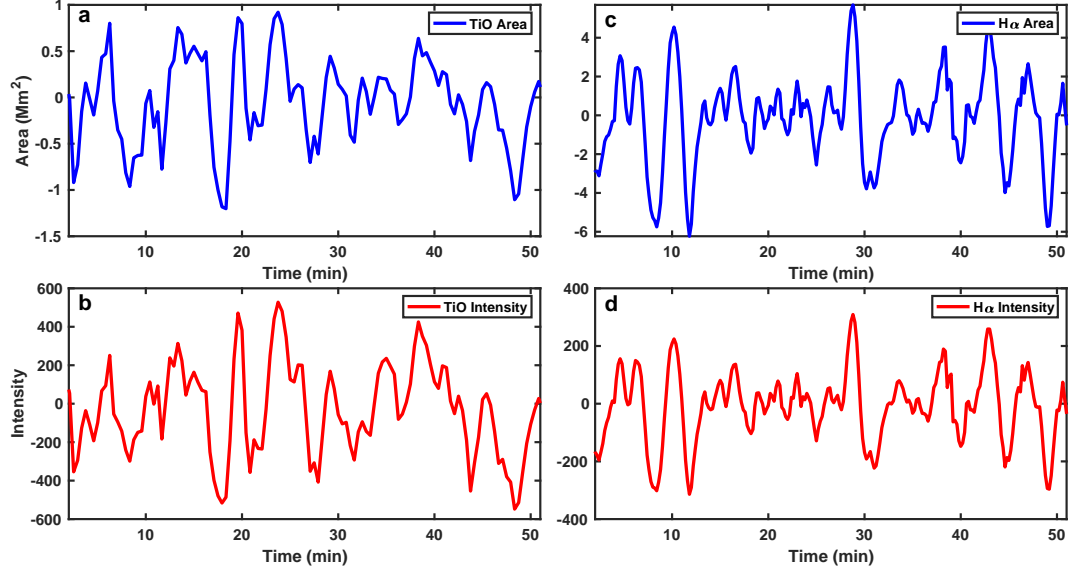 a
TiO Area
1
0.5
0
-0.5
-1
-1.5
Area (Mm²)
10 20 30 40 50
Time (min)
c
Hα Area
4
2
0
-2
-4
-6
10 20 30 40 50
Time (min)
b
TiO Intensity
600
400
200
0
-200
-400
-600
Intensity
10 20 30 40 50
Time (min)
d
Hα Intensity
400
200
0
-200
-400
10 20 30 40 50
Time (min)